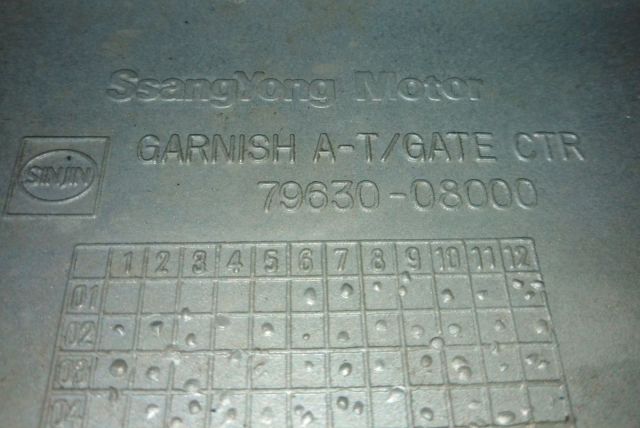 SsangYong Motor
GARNISH A-T/GATE CTR
SINJIN
79630-08000
1 2 3 4 5 6 7 8 9 10 11 12
01
02
03
04